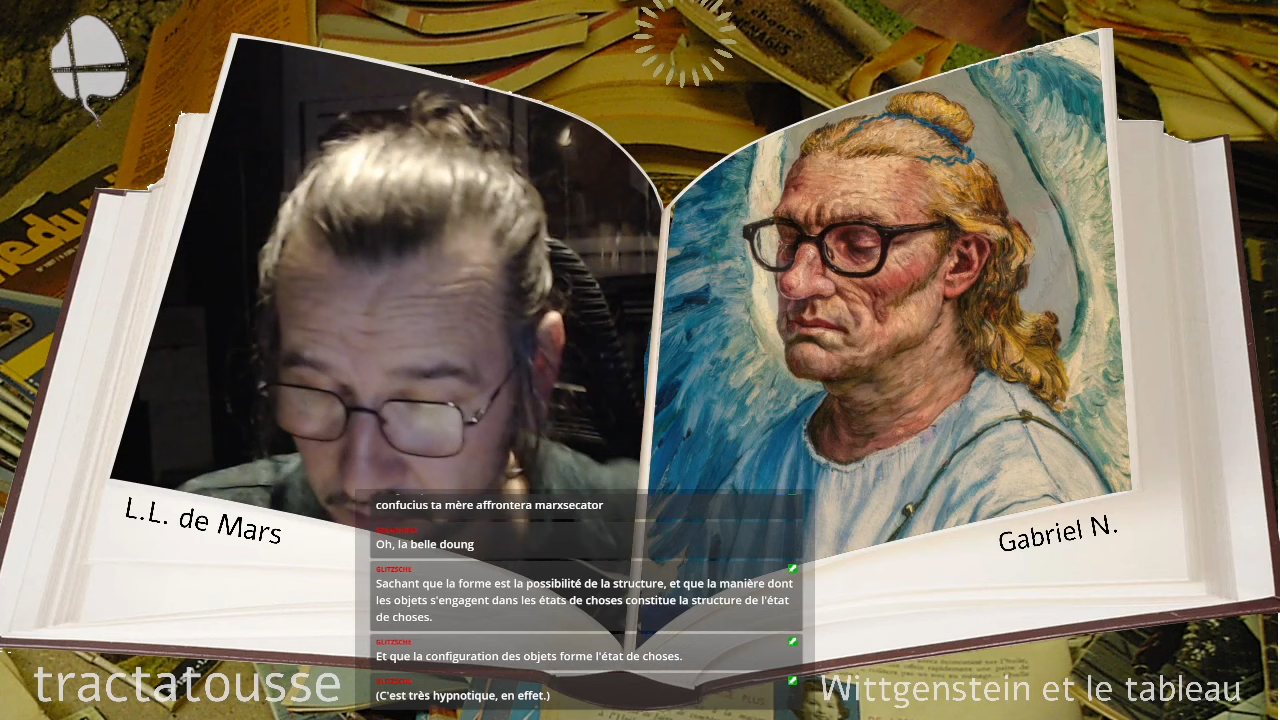 L.L. de Mars
Gabriel N.
confucius ta mère affrontera marxsecator
Oh, la belle doung
GLITZSCHE
Sachant que la forme est la possibilité de la structure, et que la manière dont
les objets s'engagent dans les états de choses constitue la structure de l'état
de choses.
GLITZSCHE
Et que la configuration des objets forme l'état de choses.
GLITZSCHE
(C'est très hypnotique, en effet.)
tractatousse
Wittgenstein et le tableau